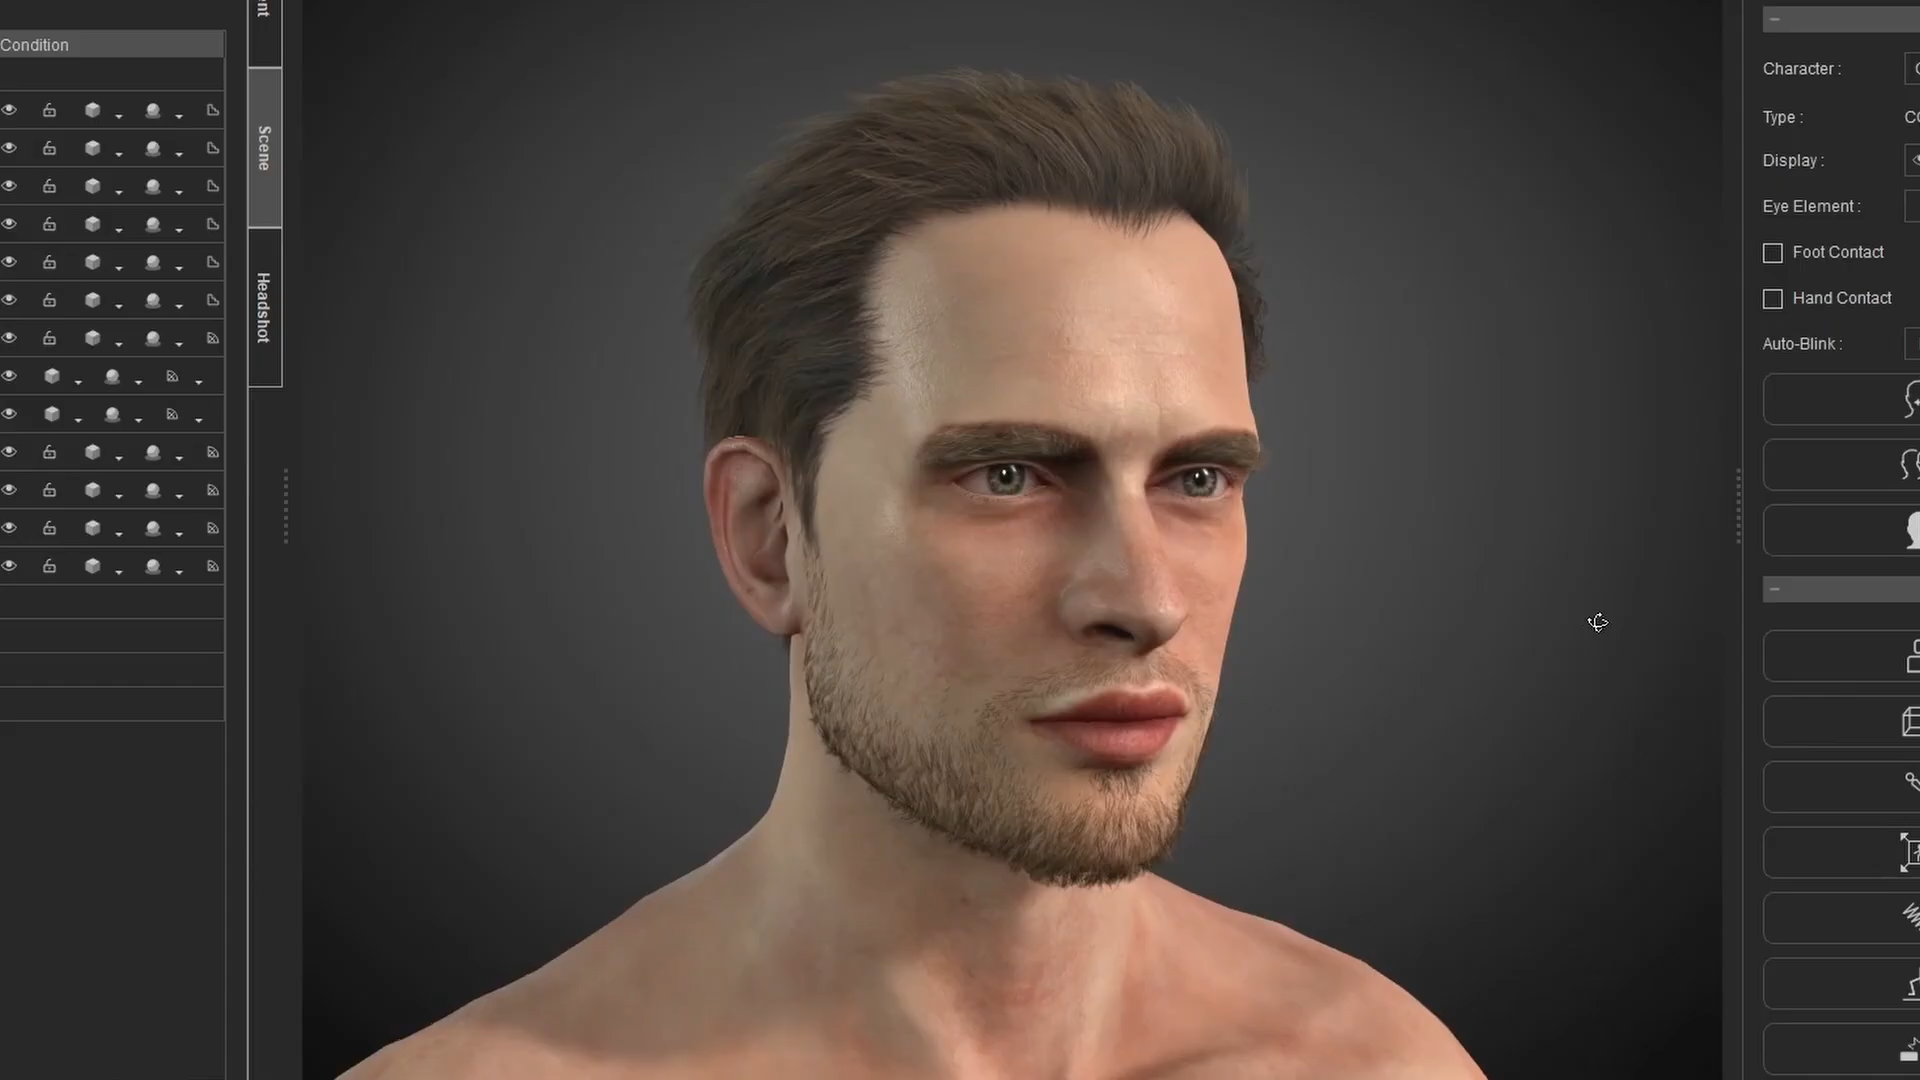 Condition
nt
Scene
Headshot
Character :
Type :
Display :
Eye Element :
Foot Contact
Hand Contact
Auto-Blink :